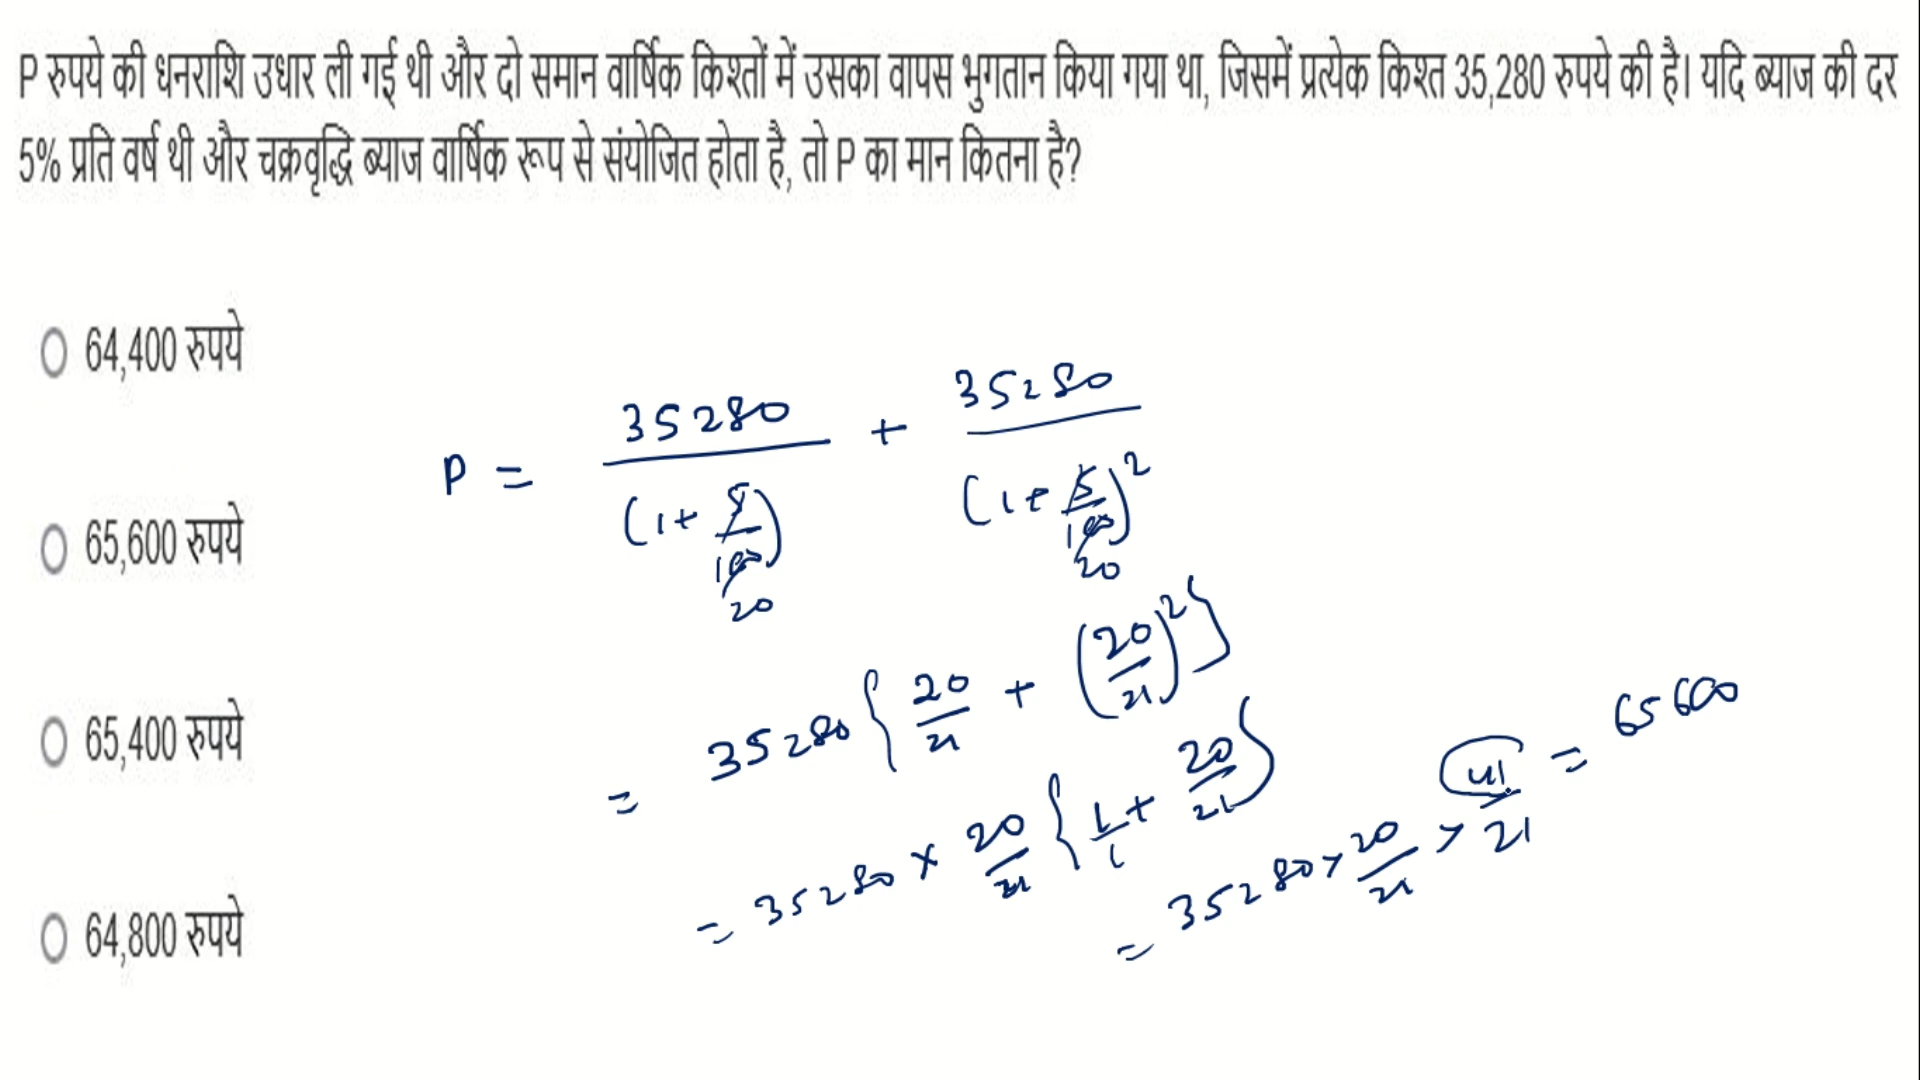 P रुपये की धनराशि उधार ली गई थी और दो समान वार्षिक किश्तों में उसका वापस भुगतान किया गया था, जिसमें प्रत्येक किश्त 35,280 रुपये की है। यदि ब्याज की दर
5% प्रति वर्ष थी और चक्रवृद्धि ब्याज वार्षिक रूप से संयोजित होता है, तो P का मान कितना है?
64,400 रुपये
65,600 रुपये
65,400 रुपये
64,800 रुपये
P = 35280/(1+5/100) + 35280/(1+5/100)²
20 20
= 35280{20/21 + (20/21)²}
= 35280 × 20/21 {1/1 + 20/21}
= 35280 × 20/21 × 41/21 = 65600